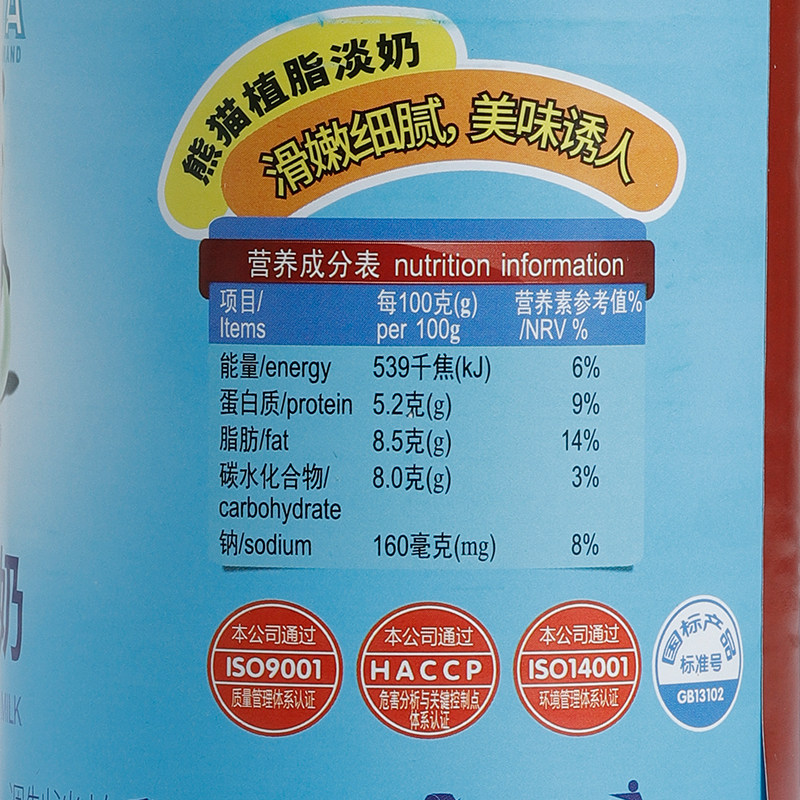 熊猫植脂淡奶
滑嫩细腻,美味诱人
营养成分表 nutrition information
项目/ 每100克(g) 营养素参考值%
Items per 100g /NRV %
能量/energy 539千焦(kJ) 6%
蛋白质/protein 5.2克(g) 9%
脂肪/fat 8.5克(g) 14%
碳水化合物/ 8.0克(g) 3%
carbohydrate
钠/sodium 160毫克(mg) 8%
本公司通过
ISO9001
质量管理体系认证
本公司通过
HACCP
危害分析与关键控制点
体系认证
本公司通过
ISO14001
环境管理体系认证
国标产品
标准号
GB13102
奶
MILK